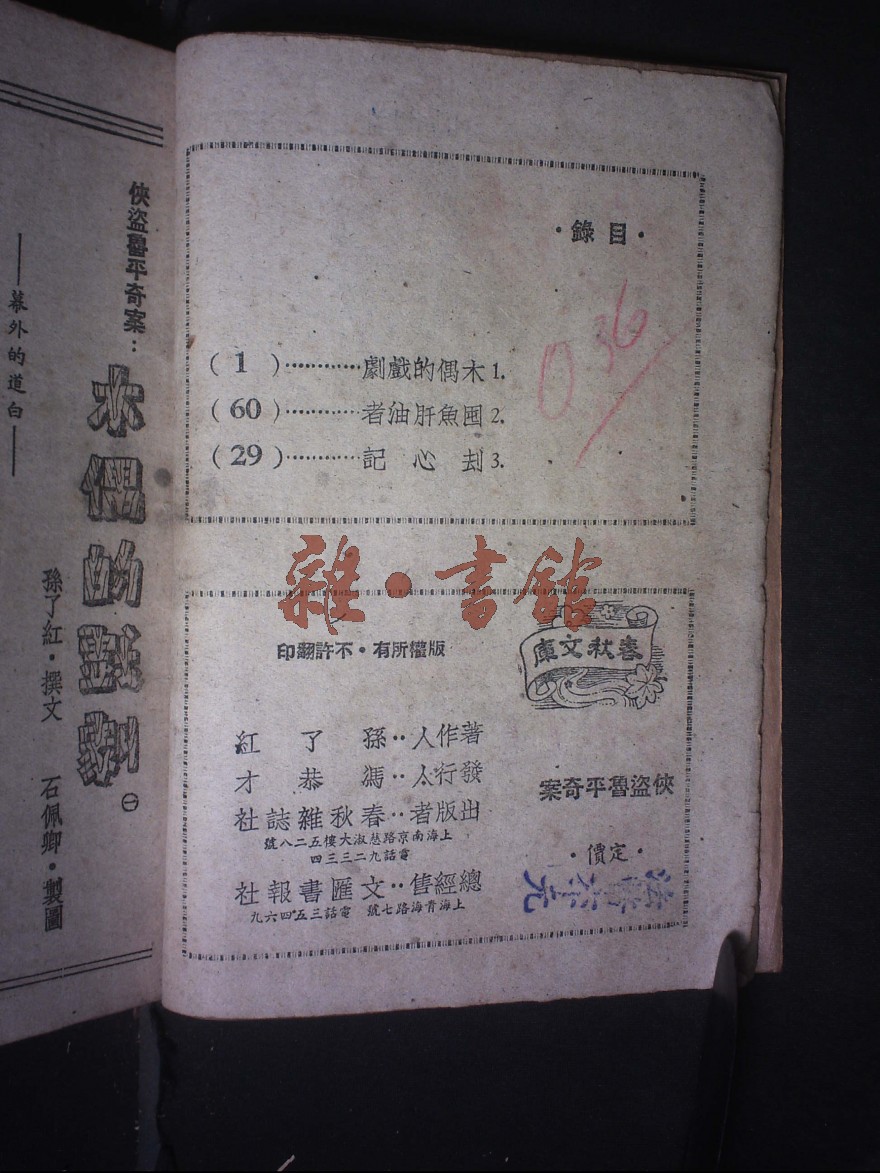 ·目錄·
036
1.木偶的戲劇…………( 1 )
2.囤魚肝油者…………( 60 )
3.刦心記…………( 29 )
雜·書館
春秋文庫
俠盜魯平奇案
·定價·
版權所有·不許翻印
著作人‥孫了紅
發行人‥馮恭才
出版者‥春秋雜誌社
上海南京路慈淑大樓五二八號
電話九二三三四
總經售‥文匯書報社
上海青海路七號 電話三五四六九
俠盜魯平奇案：
木偶的戲劇㊀
孫了紅·撰文 石佩卿·製圖
——幕外的道白——